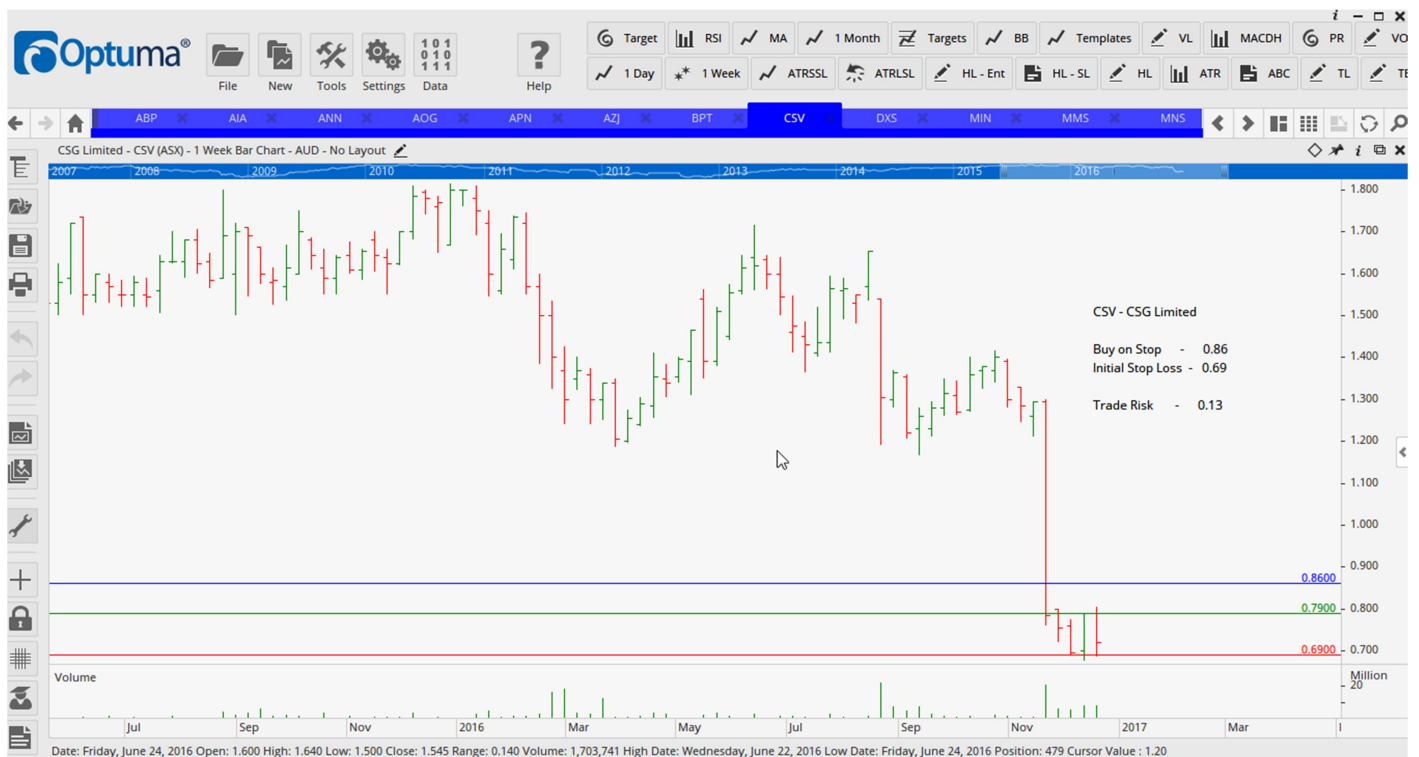 i
Optuma®
File
New
Tools
Settings
101
010
111
Data
?
Help
Target RSI MA 1 Month Targets BB Templates VL MACDH PR
1 Day 1 Week ATRSSL ATRLSL HL - Ent HL - SL HL ATR ABC TL
ABP AIA ANN AOG APN AZJ BPT CSV DXS MIN MMS MNS
CSG Limited - CSV (ASX) - 1 Week Bar Chart - AUD - No Layout
i
2007 2008 2009 2010 2011 2012 2013 2014 2015 2016
1.800
1.700
1.600
1.500
1.400
1.300
1.200
1.100
1.000
0.900
0.800
0.700
CSV - CSG Limited
Buy on Stop - 0.86
Initial Stop Loss - 0.69
Trade Risk - 0.13
0.8600
0.7900
0.6900
Volume
Million
20
Jul Sep Nov 2016 Mar May Jul Sep Nov 2017 Mar
Date: Friday, June 24, 2016 Open: 1.600 High: 1.640 Low: 1.500 Close: 1.545 Range: 0.140 Volume: 1,703,741 High Date: Wednesday, June 22, 2016 Low Date: Friday, June 24, 2016 Position: 479 Cursor Value : 1.20